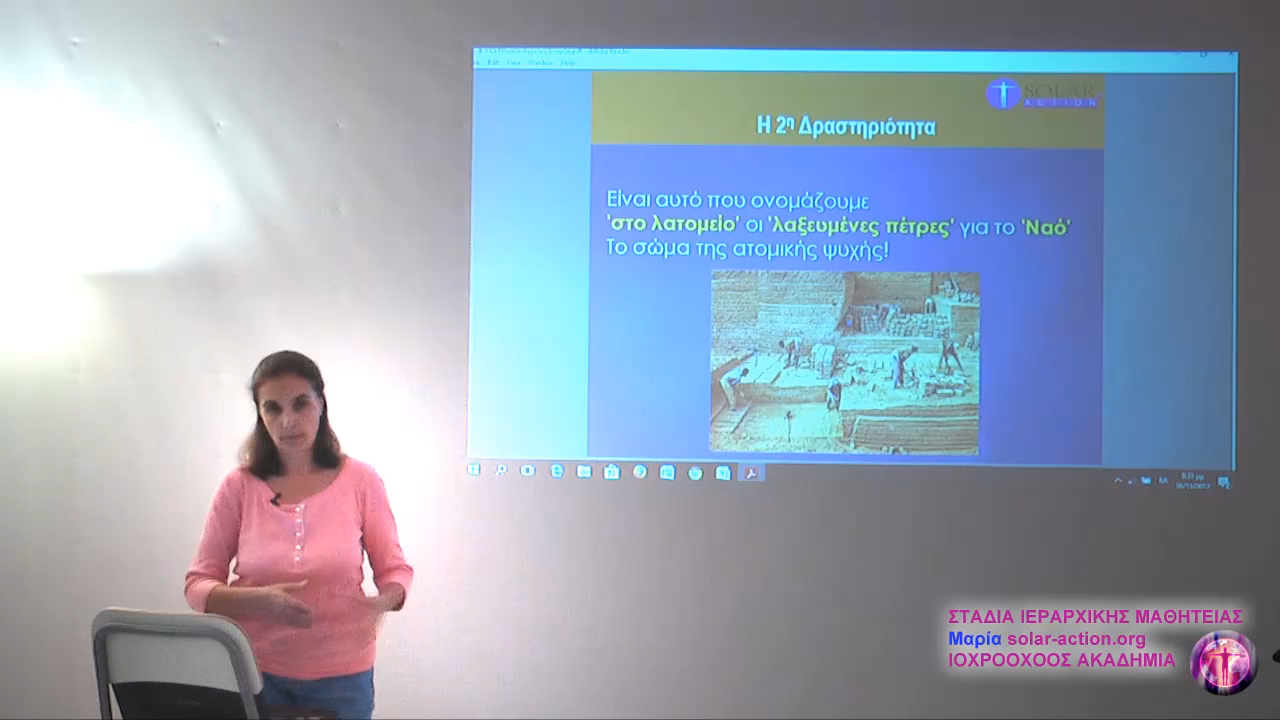 SOLAR
ACTION
Η 2η Δραστηριότητα
Είναι αυτό που ονομάζουμε
'στο λατομείο' οι 'λαξευμένες πέτρες' για το 'Ναό'
Το σώμα της ατομικής ψυχής!
ΣΤΑΔΙΑ ΙΕΡΑΡΧΙΚΗΣ ΜΑΘΗΤΕΙΑΣ
Μαρία solar-action.org
ΙΟΧΡΟΟΧΟΟΣ ΑΚΑΔΗΜΙΑ